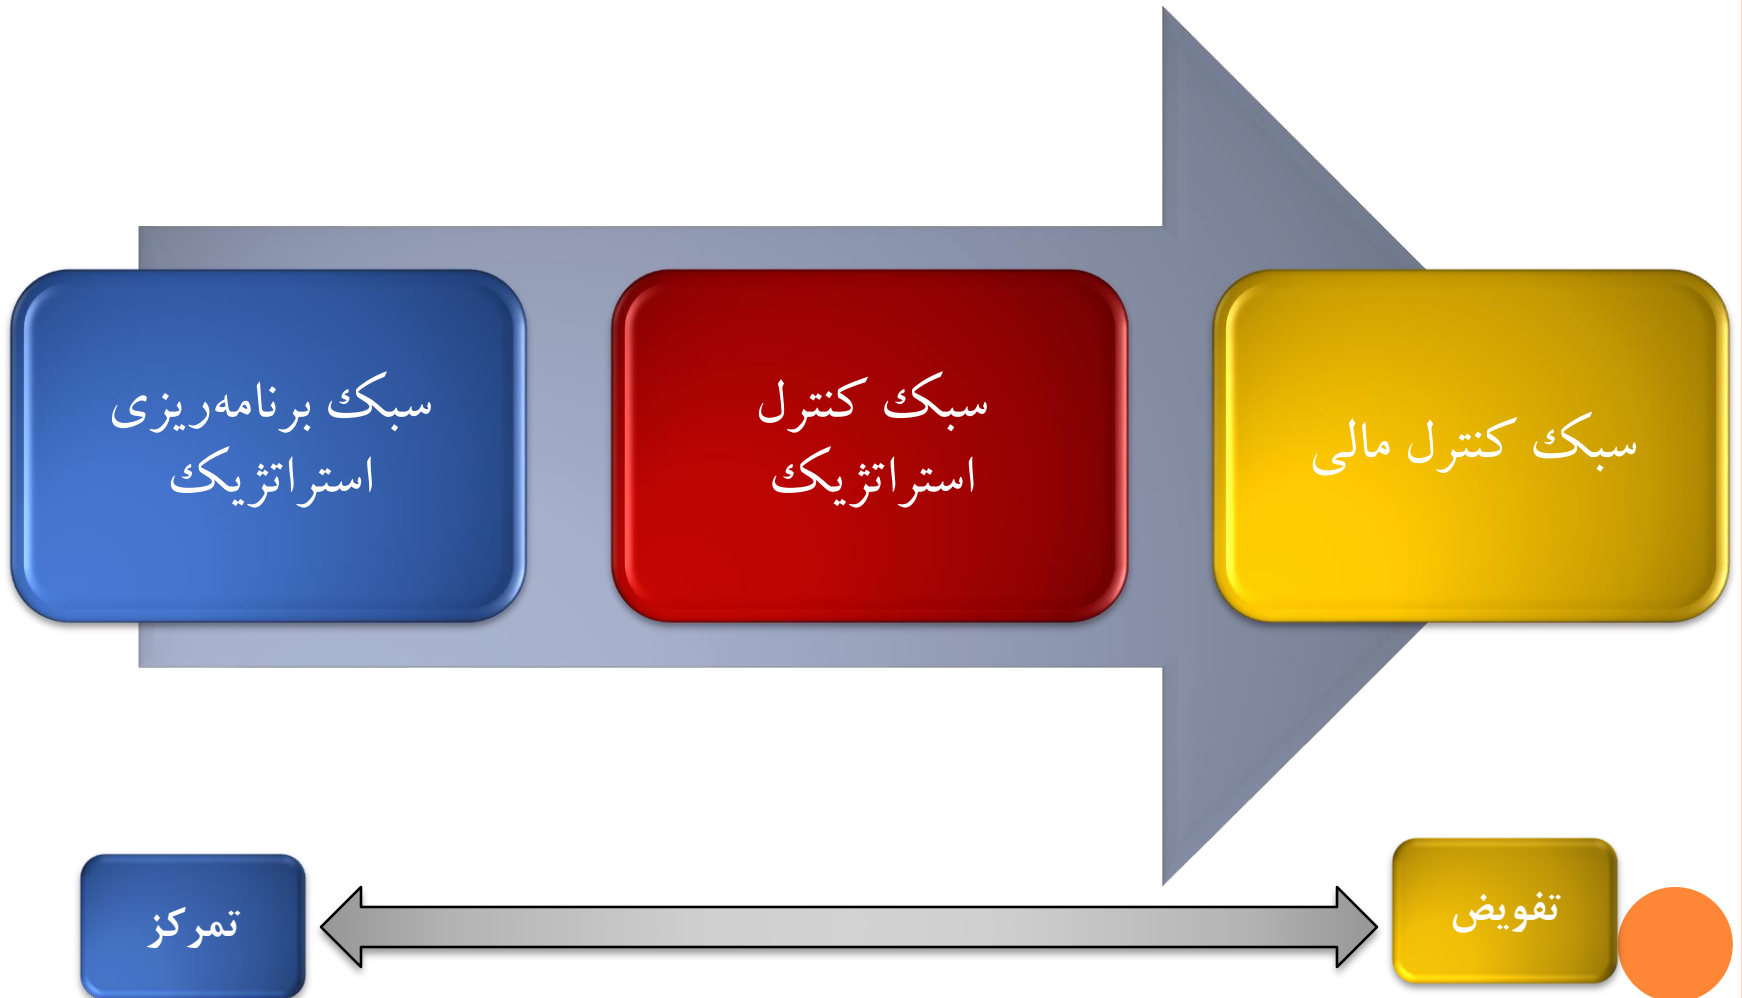 سبک برنامه‌ریزی
استراتژیک
سبک کنترل
استراتژیک
سبک کنترل مالی
تمرکز
تفویض